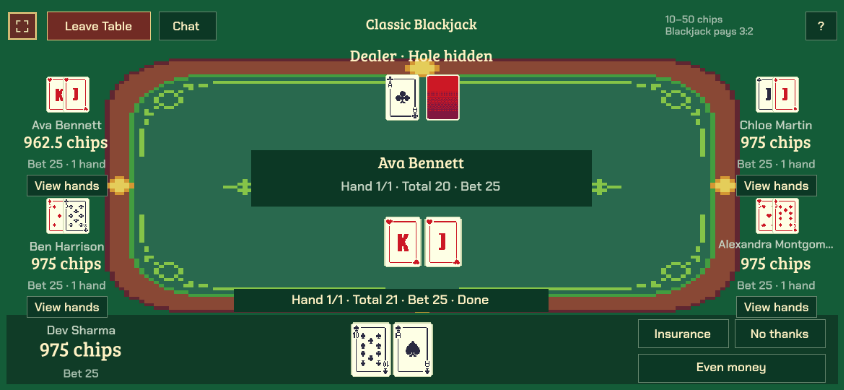 Leave Table
Chat
Classic Blackjack
10–50 chips
Blackjack pays 3:2
?
Dealer · Hole hidden
A
K J
Ava Bennett
962.5 chips
Bet 25 · 1 hand
View hands
J J
Chloe Martin
975 chips
Bet 25 · 1 hand
View hands
Ava Bennett
Hand 1/1 · Total 20 · Bet 25
K J
Ben Harrison
975 chips
Bet 25 · 1 hand
View hands
Alexandra Montgom...
975 chips
Bet 25 · 1 hand
View hands
Hand 1/1 · Total 21 · Bet 25 · Done
Dev Sharma
975 chips
Bet 25
10 A
Insurance
No thanks
Even money